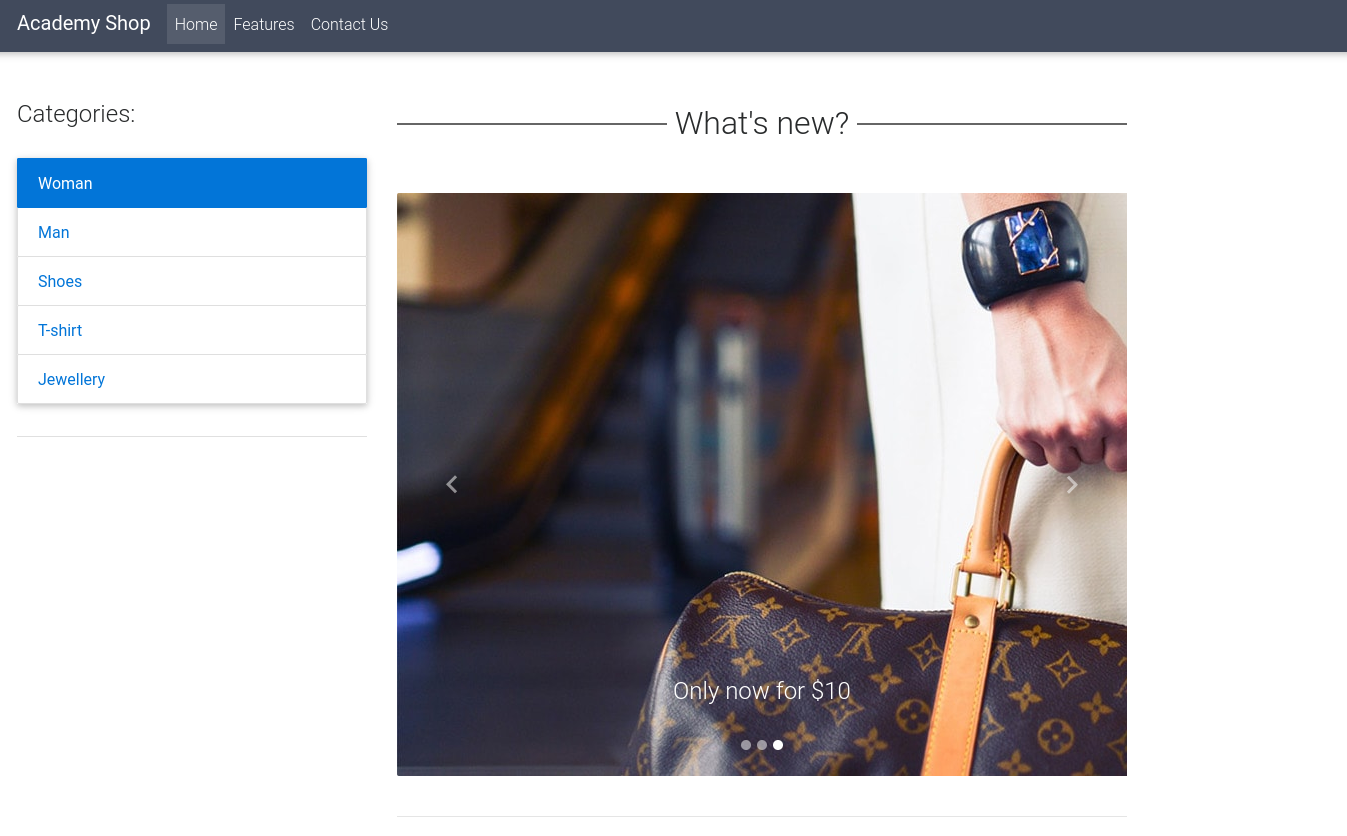 Academy Shop Home Features Contact Us
Categories:
Woman
Man
Shoes
T-shirt
Jewellery
What's new?
Only now for $10